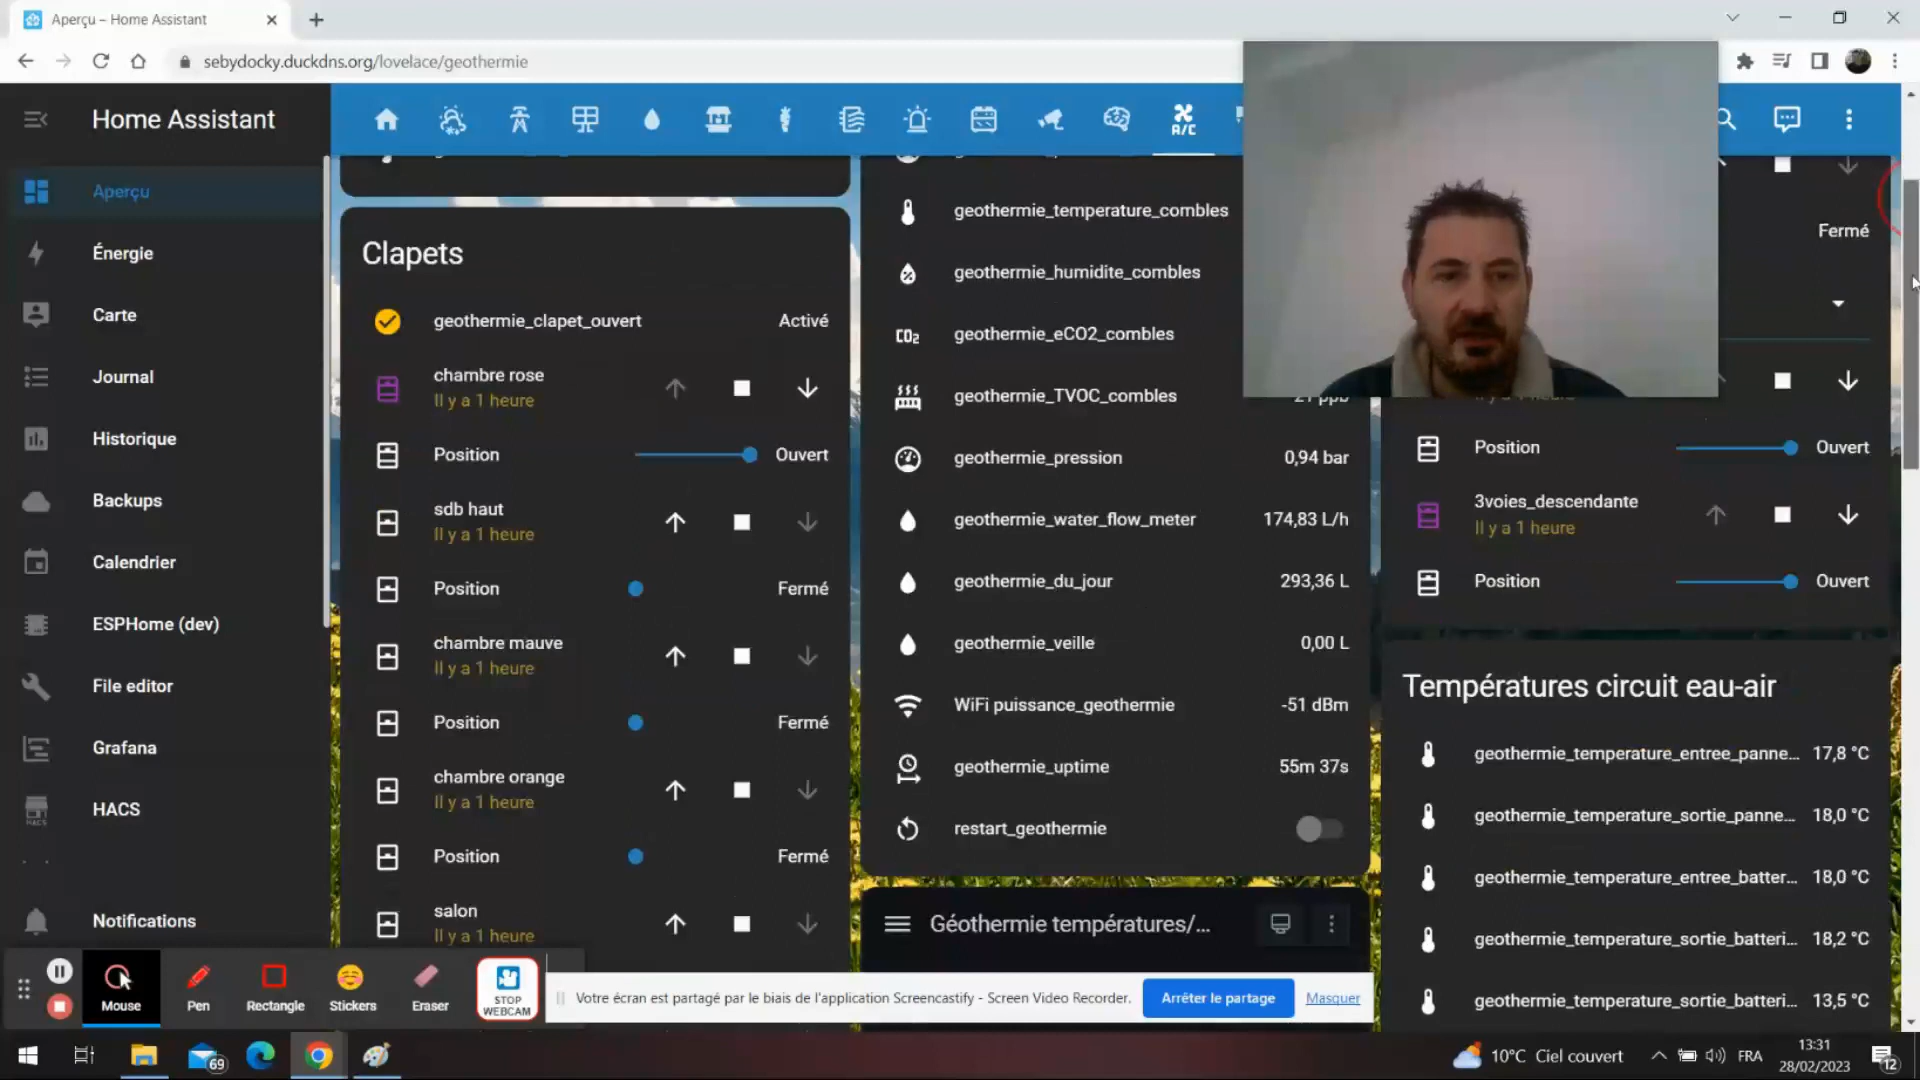 Aperçu – Home Assistant
sebydocky.duckdns.org/lovelace/geothermie
Home Assistant
A/C
Aperçu
Énergie
Carte
Journal
Historique
Backups
Calendrier
ESPHome (dev)
File editor
Grafana
HACS
HACS
Notifications
Clapets
geothermie_clapet_ouvert Activé
chambre rose
Il y a 1 heure
Position Ouvert
sdb haut
Il y a 1 heure
Position Fermé
chambre mauve
Il y a 1 heure
Position Fermé
chambre orange
Il y a 1 heure
Position Fermé
salon
Il y a 1 heure
geothermie_temperature_combles
geothermie_humidite_combles
CO2 geothermie_eCO2_combles
geothermie_TVOC_combles
geothermie_pression 0,94 bar
geothermie_water_flow_meter 174,83 L/h
geothermie_du_jour 293,36 L
geothermie_veille 0,00 L
WiFi puissance_geothermie -51 dBm
geothermie_uptime 55m 37s
restart_geothermie
Géothermie températures/...
Fermé
Position Ouvert
3voies_descendante
Il y a 1 heure
Position Ouvert
Températures circuit eau-air
geothermie_temperature_entree_panne... 17,8 °C
geothermie_temperature_sortie_panne... 18,0 °C
geothermie_temperature_entree_batter... 18,0 °C
geothermie_temperature_sortie_batteri... 18,2 °C
geothermie_temperature_sortie_batteri... 13,5 °C
Mouse
Pen
Rectangle
Stickers
Eraser
STOP
WEBCAM
Votre écran est partagé par le biais de l'application Screencastify - Screen Video Recorder.
Arrêter le partage
Masquer
69
10°C Ciel couvert
FRA
13:31
28/02/2023
12